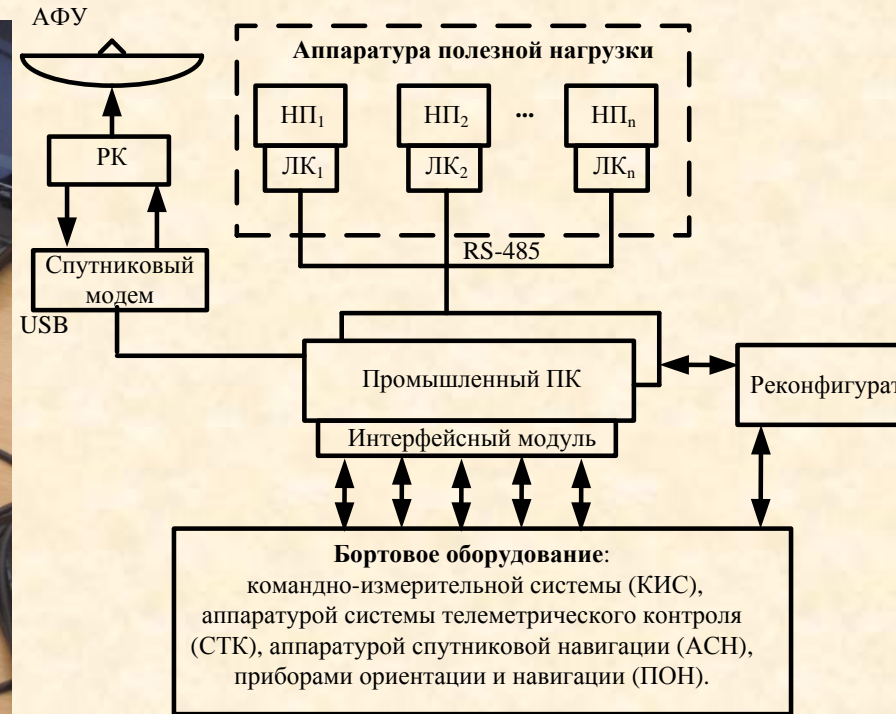 АФУ
Аппаратура полезной нагрузки
НП₁
НП₂
...
НПₙ
РК
ЛК₁
ЛК₂
ЛКₙ
RS-485
Спутниковый
модем
USB
Промышленный ПК
Реконфигурат
Интерфейсный модуль
Бортовое оборудование:
командно-измерительной системы (КИС),
аппаратурой системы телеметрического контроля
(СТК), аппаратурой спутниковой навигации (АСН),
приборами ориентации и навигации (ПОН).